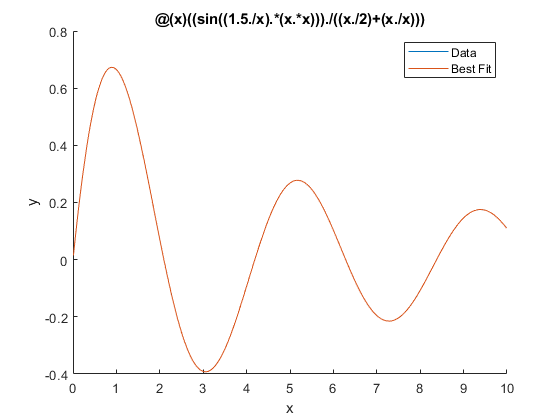 @(x)((sin((1.5./x).*(x.*x)))./((x./2)+(x./x)))
Data
Best Fit
0.8
0.6
0.4
0.2
0
-0.2
-0.4
y
0 1 2 3 4 5 6 7 8 9 10
x